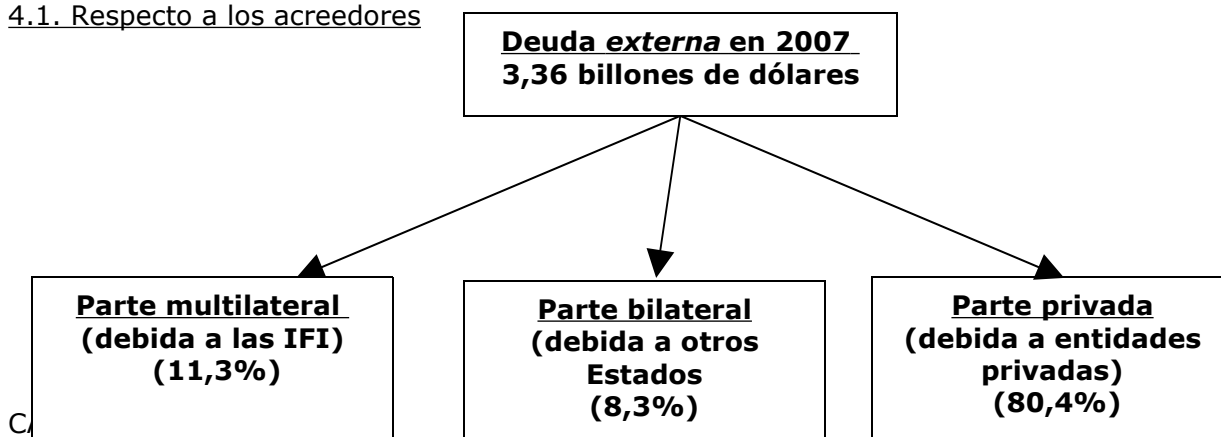 4.1. Respecto a los acreedores
Deuda externa en 2007
3,36 billones de dólares
Parte multilateral
(debida a las IFI)
(11,3%)
Parte bilateral
(debida a otros
Estados
(8,3%)
Parte privada
(debida a entidades
privadas)
(80,4%)